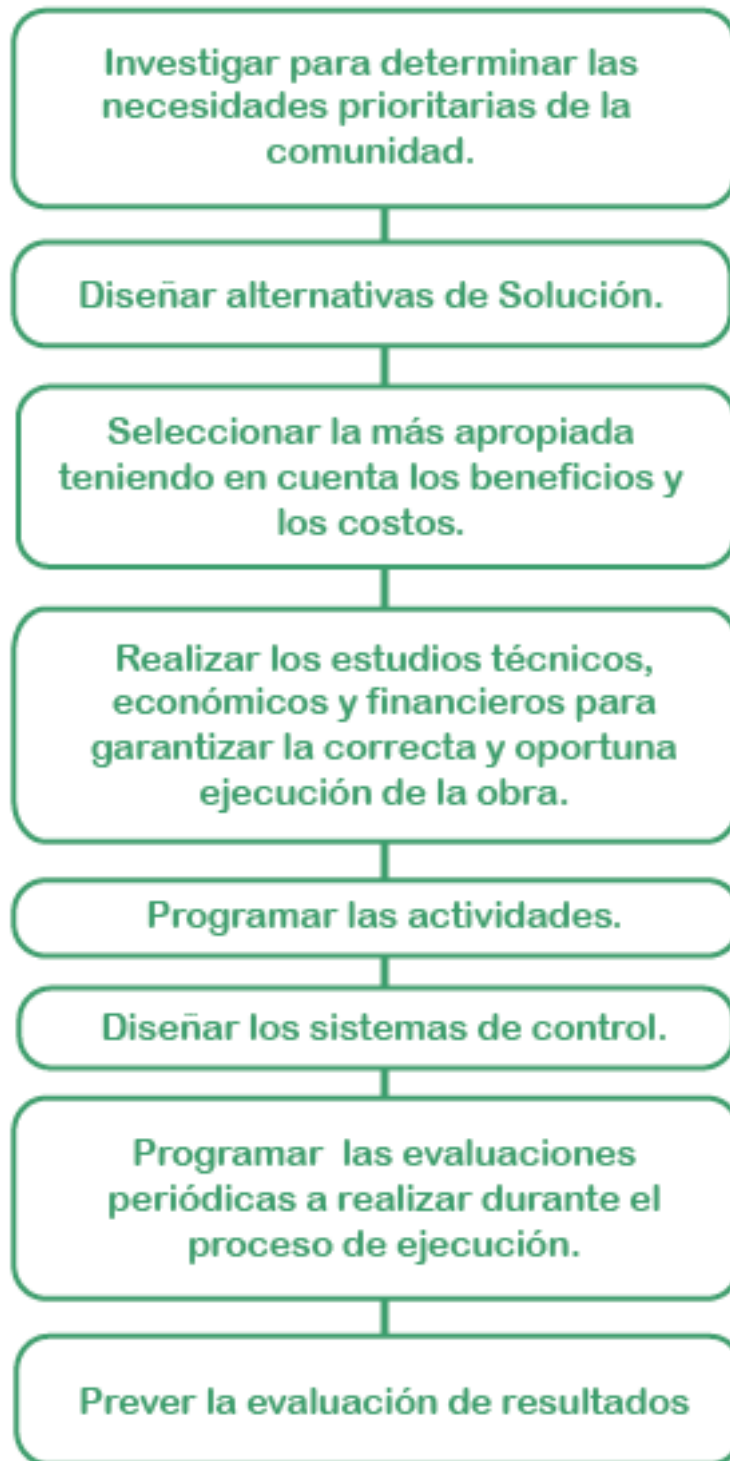 Investigar para determinar las
necesidades prioritarias de la
comunidad.
Diseñar alternativas de Solución.
Seleccionar la más apropiada
teniendo en cuenta los beneficios y
los costos.
Realizar los estudios técnicos,
económicos y financieros para
garantizar la correcta y oportuna
ejecución de la obra.
Programar las actividades.
Diseñar los sistemas de control.
Programar las evaluaciones
periódicas a realizar durante el
proceso de ejecución.
Prever la evaluación de resultados